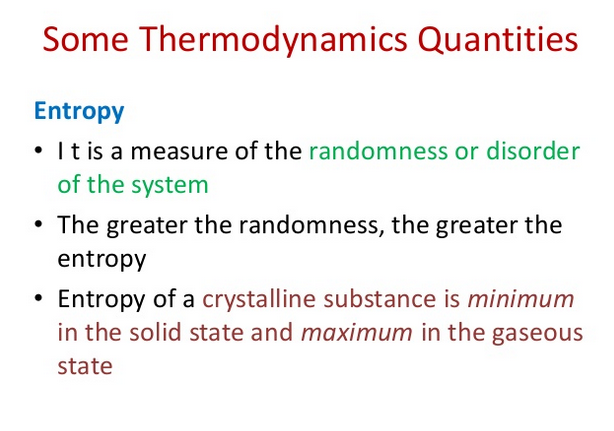 Some Thermodynamics Quantities
Entropy
• I t is a measure of the randomness or disorder
of the system
• The greater the randomness, the greater the
entropy
• Entropy of a crystalline substance is minimum
in the solid state and maximum in the gaseous
state